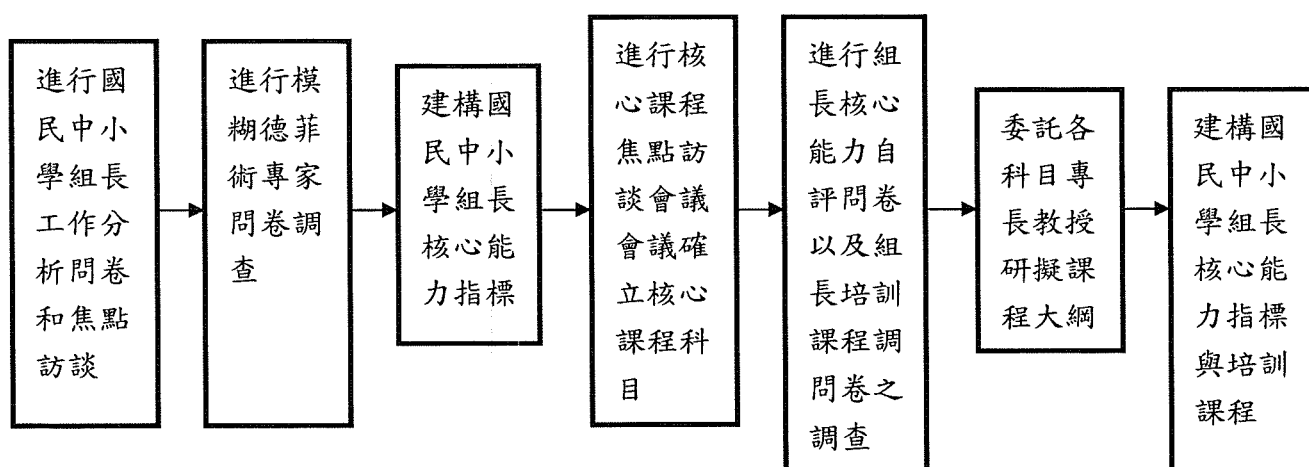 進行國
民中小
學組長
工作分
析問卷
和焦點
訪談
進行模
糊德菲
術專家
問卷調
查
建構國
民中小
學組長
核心能
力指標
進行核
心課程
焦點訪
談會議
會議確
立核心
課程科
目
進行組
長核心
能力自
評問卷
以及組
長培訓
課程調
問卷之
調查
委託各
科目專
長教授
研擬課
程大綱
建構國
民中小
學組長
核心能
力指標
與培訓
課程